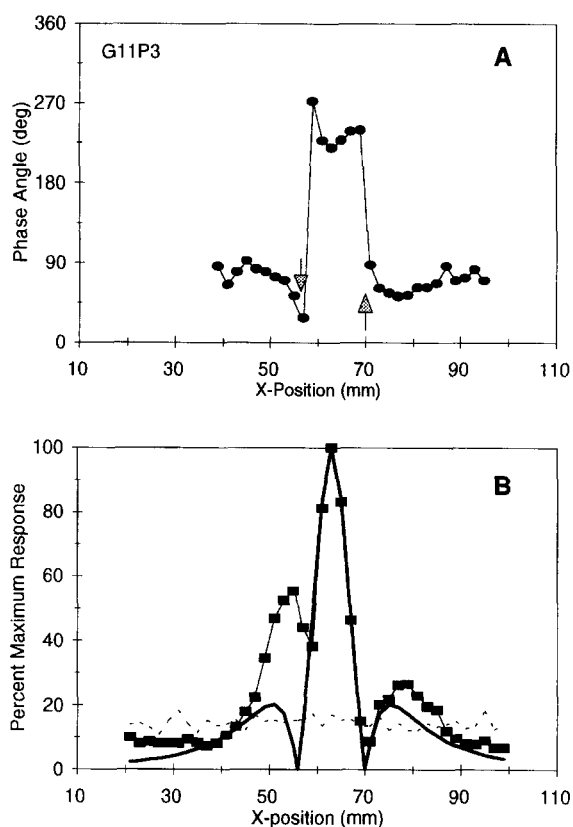 360
G11P3
A
270
180
90
0
Phase Angle (deg)
10 30 50 70 90 110
X-Position (mm)
100
B
80
60
40
20
0
Percent Maximum Response
10 30 50 70 90 110
X-position (mm)